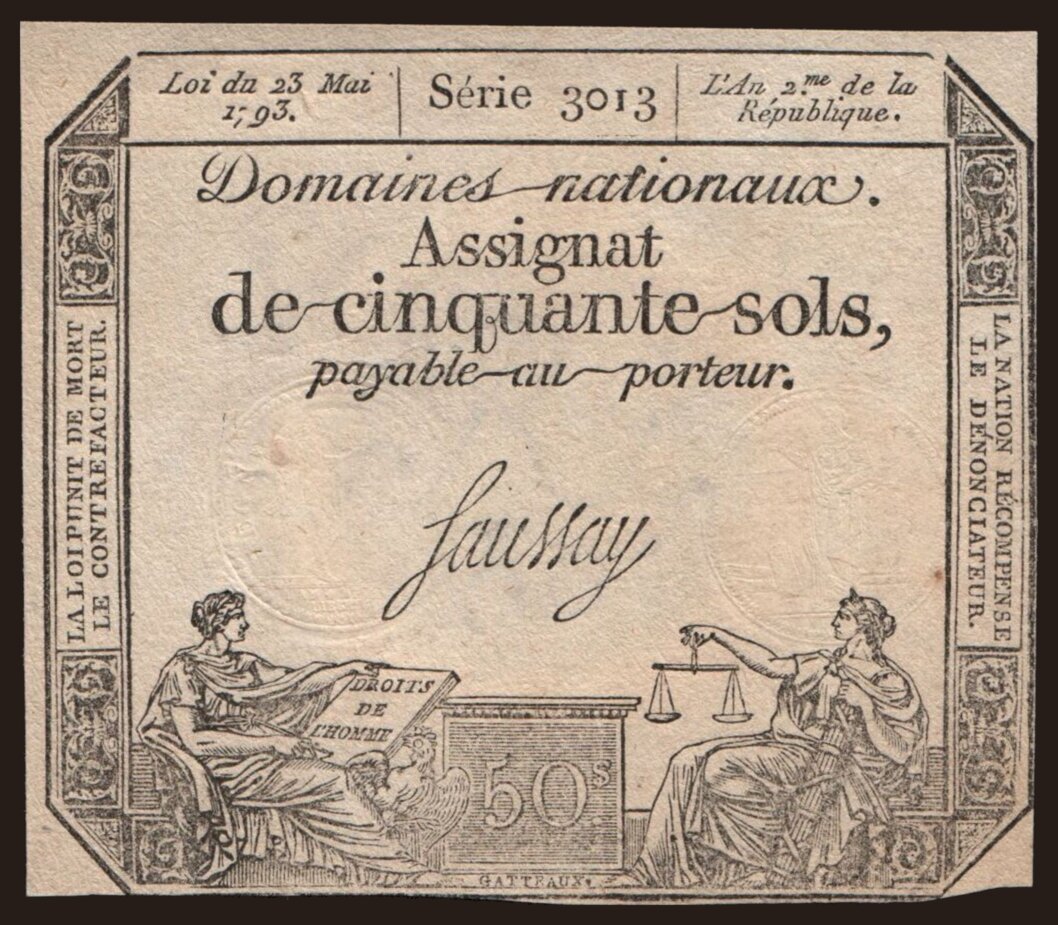 Loi du 23 Mai
1793.
Série 3013
L'An 2.me de la
République.
Domaines nationaux.
Assignat
de cinquante sols,
payable au porteur.
LA LOI PUNIT DE MORT
LE CONTREFACTEUR.
LA NATION RÉCOMPENSE
LE DÉNONCIATEUR.
Saussay
DROITS
DE
L'HOMME
50.s
GATTEAUX.